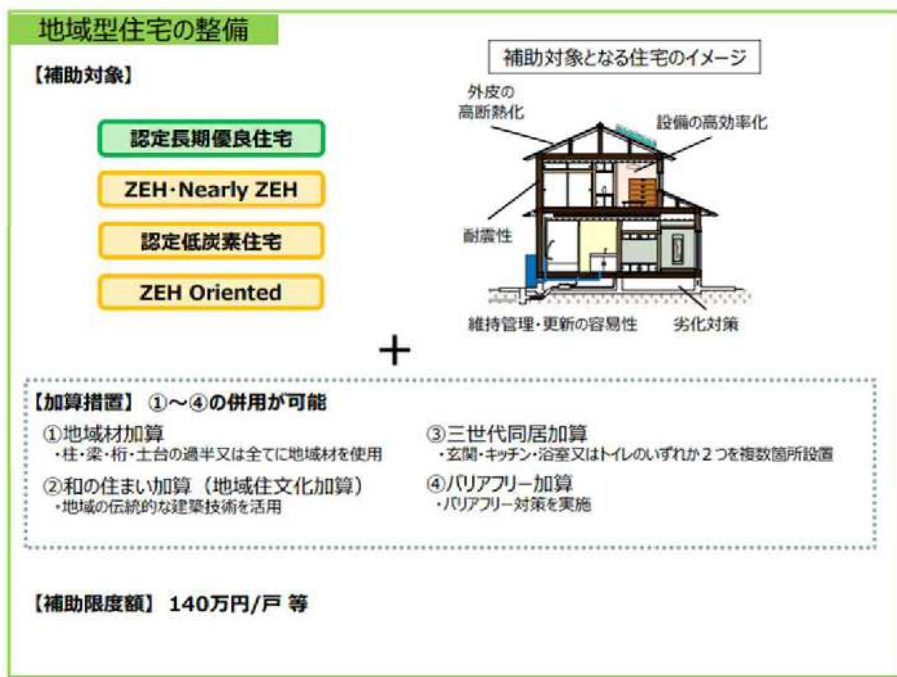 地域型住宅の整備
【補助対象】
認定長期優良住宅
ZEH・Nearly ZEH
認定低炭素住宅
ZEH Oriented
補助対象となる住宅のイメージ
外皮の
高断熱化
設備の高効率化
耐震性
維持管理・更新の容易性
劣化対策
+
【加算措置】 ①～④の併用が可能
①地域材加算
・柱・梁・桁・土台の過半又は全てに地域材を使用
②和の住まい加算（地域住文化加算）
・地域の伝統的な建築技術を活用
③三世代同居加算
・玄関・キッチン・浴室又はトイレのいずれか２つを複数箇所設置
④バリアフリー加算
・バリアフリー対策を実施
【補助限度額】 140万円/戸 等